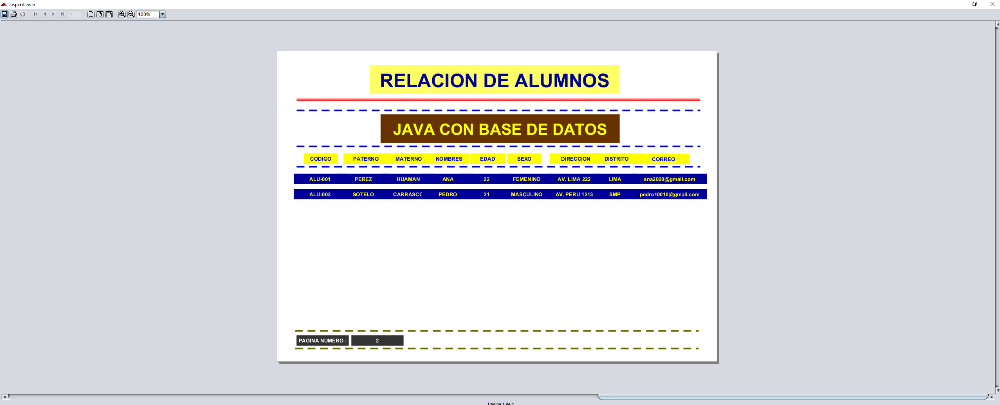 JasperViewer
1 100%
RELACION DE ALUMNOS
JAVA CON BASE DE DATOS
CODIGO PATERNO MATERNO NOMBRES EDAD SEXO DIRECCION DISTRITO CORREO
ALU-001 PEREZ HUAMAN ANA 22 FEMENINO AV. LIMA 222 LIMA ana2020@gmail.com
ALU-002 SOTELO CARRASCO PEDRO 21 MASCULINO AV. PERU 1213 SMP pedro10010@gmail.com
PAGINA NUMERO : 2
Pagina 1 de 1